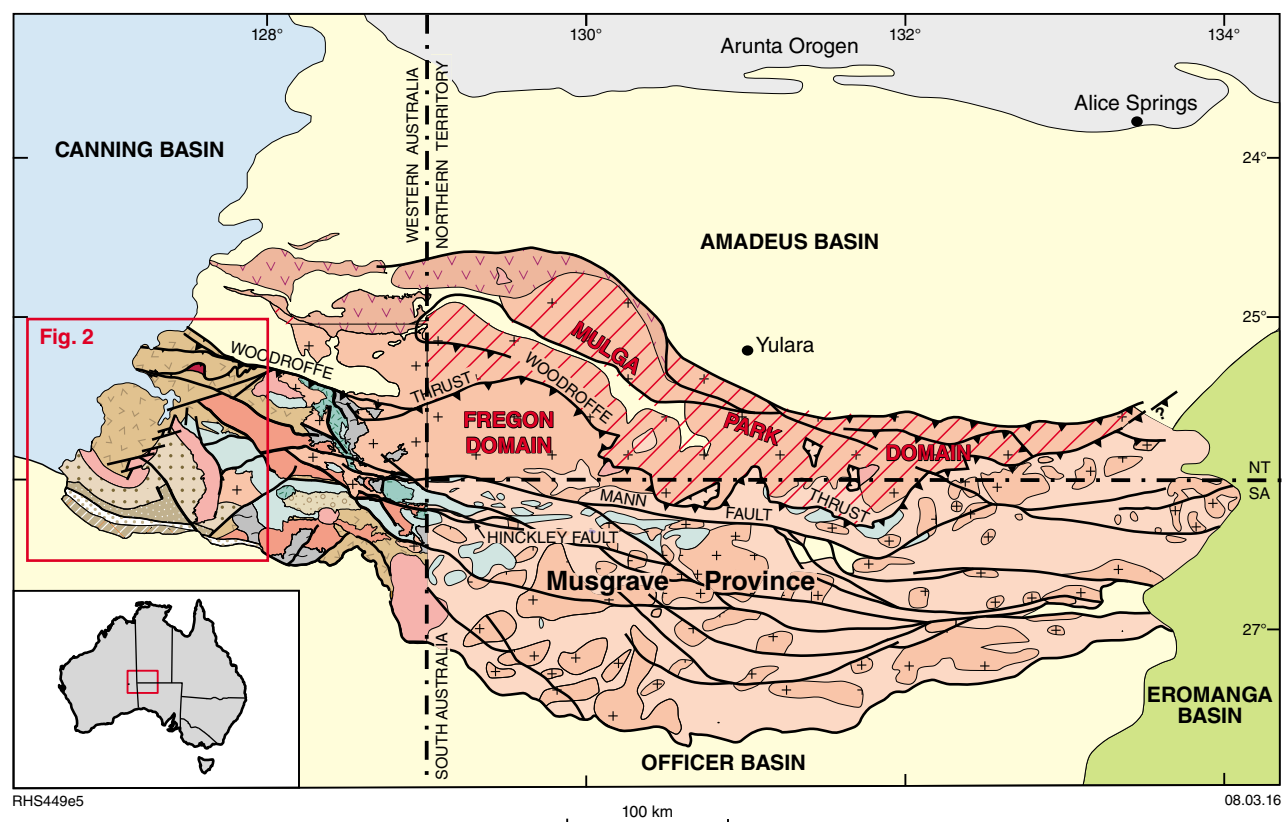 128°
130°
132°
134°
Arunta Orogen
Alice Springs
CANNING BASIN
WESTERN AUSTRALIA
NORTHERN TERRITORY
24°
AMADEUS BASIN
25°
Fig. 2
MULGA
Yulara
WOODROFFE
THRUST
WOODROFFE
FREGON
DOMAIN
PARK
DOMAIN
?
NT
SA
MANN
FAULT
THRUST
HINCKLEY FAULT
Musgrave Province
27°
SOUTH AUSTRALIA
EROMANGA
BASIN
OFFICER BASIN
RHS449e5
08.03.16
100 km